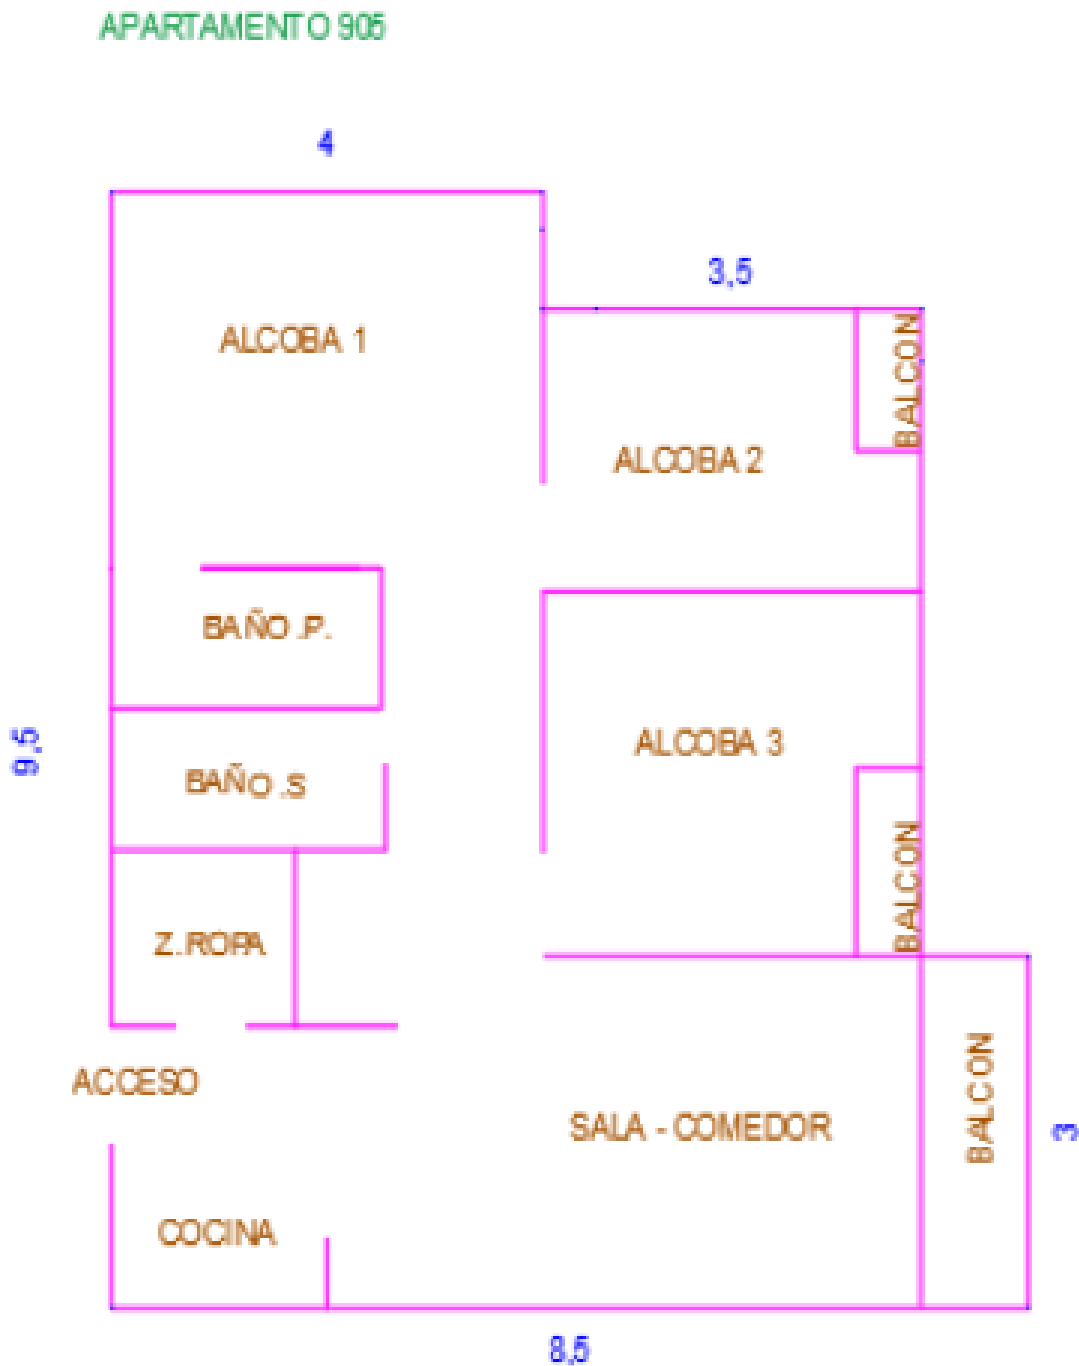 APARTAMENTO 905
4
3,5
BALCON
ALCOBA 1
ALCOBA 2
BAÑO .P.
9,5
ALCOBA 3
BAÑO .S
BALCON
Z.ROPA
ACCESO
SALA - COMEDOR
BALCON
3
COCINA
8,5